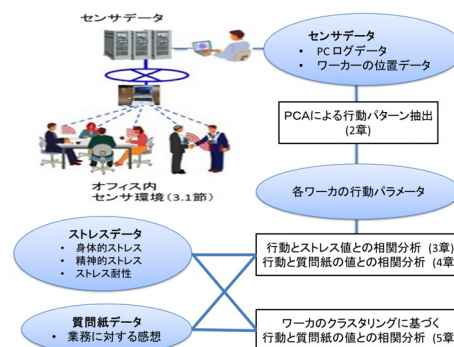 センサデータ
センサデータ
• PCログデータ
• ワーカーの位置データ
PCAによる行動パターン抽出
(2章)
オフィス内
センサ環境(3.1節)
各ワーカの行動パラメータ
ストレスデータ
• 身体的ストレス
• 精神的ストレス
• ストレス耐性
行動とストレス値との相関分析 (3章)
行動と質問紙の値との相関分析 (4章
質問紙データ
• 業務に対する感想
ワーカのクラスタリングに基づく
行動と質問紙の値との相関分析 (5章